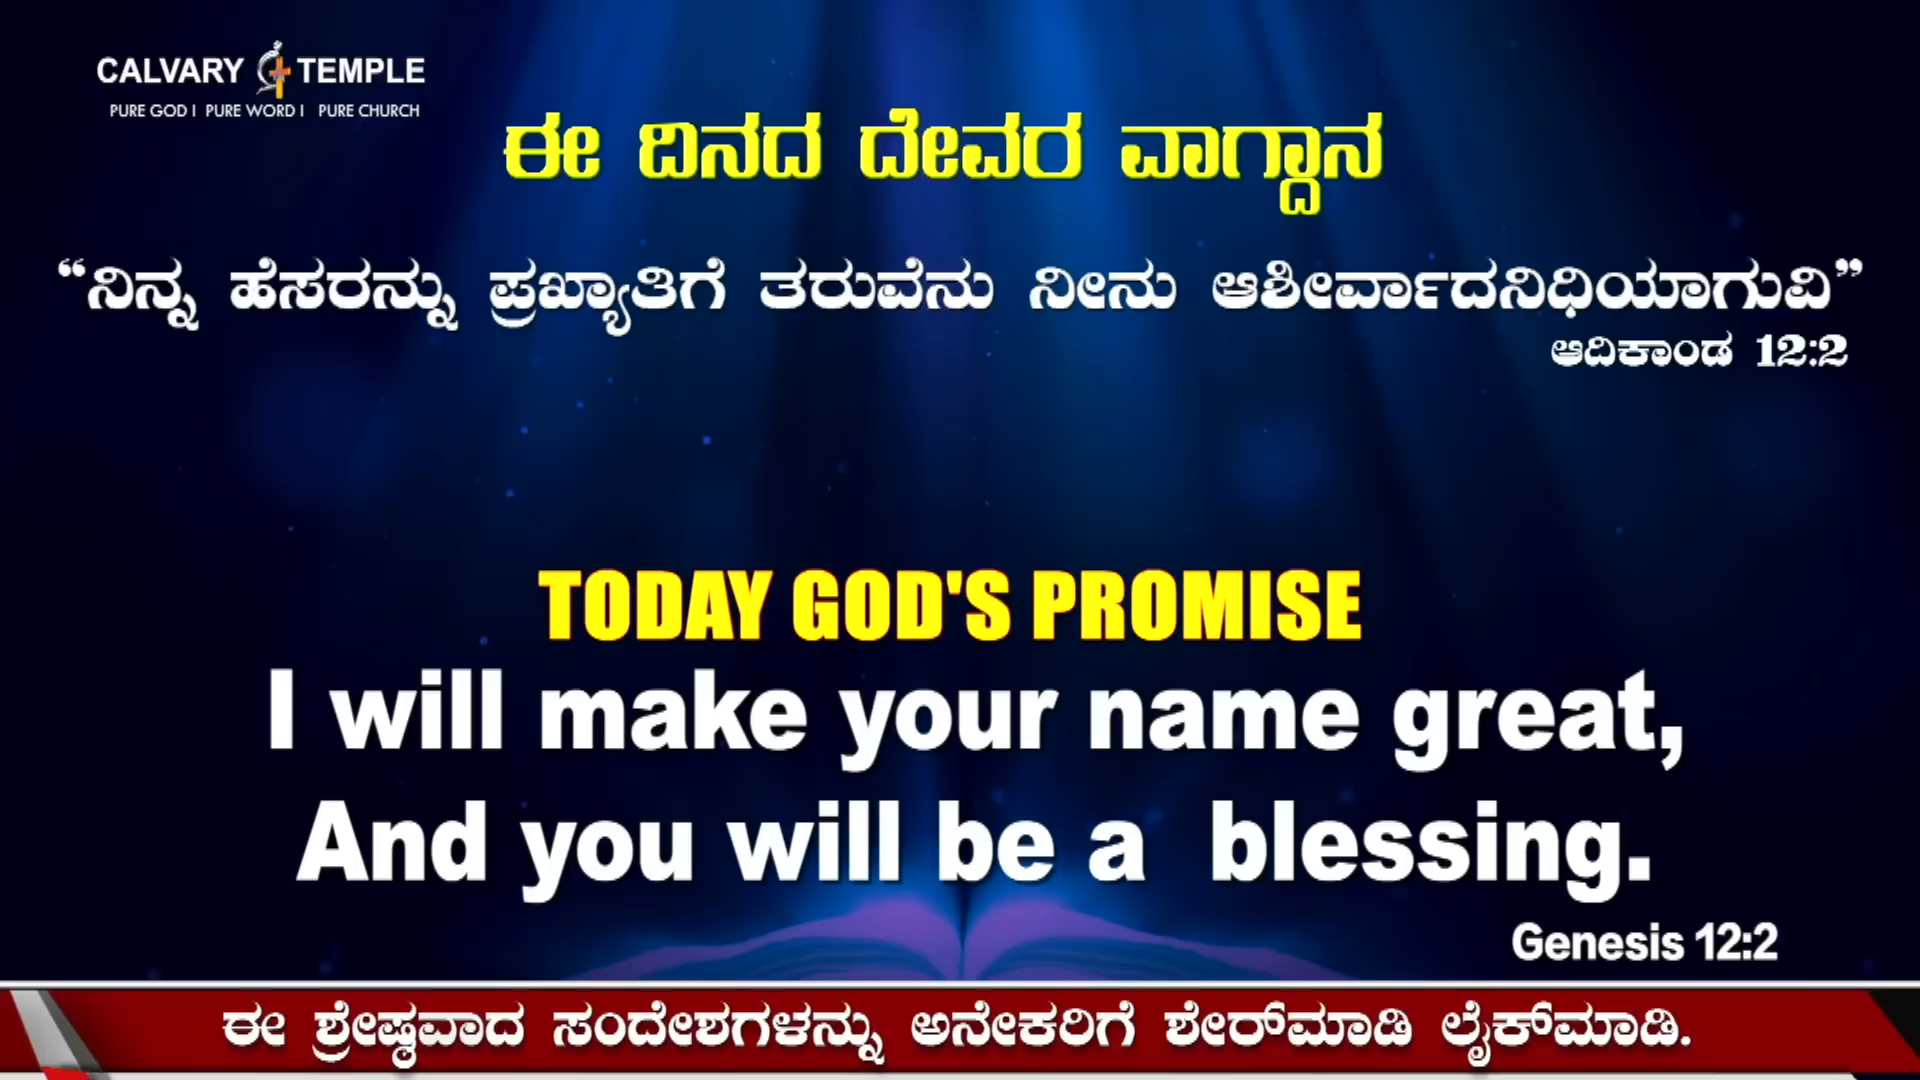 CALVARY TEMPLE
PURE GOD I PURE WORD I PURE CHURCH
ಈ ದಿನದ ದೇವರ ವಾಗ್ದಾನ
“ನಿನ್ನ ಹೆಸರನ್ನು ಪ್ರಖ್ಯಾತಿಗೆ ತರುವೆನು ನೀನು ಆಶೀರ್ವಾದನಿಧಿಯಾಗುವಿ”
ಆದಿಕಾಂಡ 12:2
TODAY GOD'S PROMISE
I will make your name great,
And you will be a blessing.
Genesis 12:2
ಈ ಶ್ರೇಷ್ಠವಾದ ಸಂದೇಶಗಳನ್ನು ಅನೇಕರಿಗೆ ಶೇರ್‌ಮಾಡಿ ಲೈಕ್‌ಮಾಡಿ.